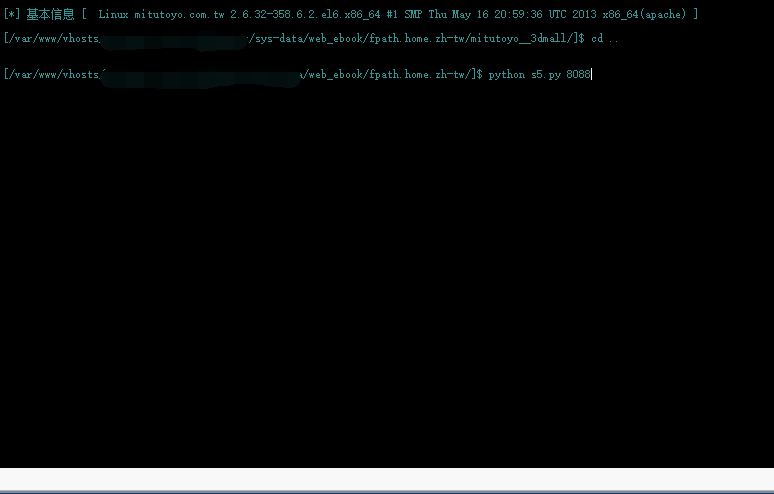 [*] 基本信息 [  Linux mitutoyo.com.tw 2.6.32-358.6.2.el6.x86_64 #1 SMP Thu May 16 20:59:36 UTC 2013 x86_64(apache) ]
[/var/www/vhosts /sys-data/web_ebook/fpath.home.zh-tw/mitutoyo__3dmall/]$ cd ..
[/var/www/vhosts a/web_ebook/fpath.home.zh-tw/]$ python s5.py 8088